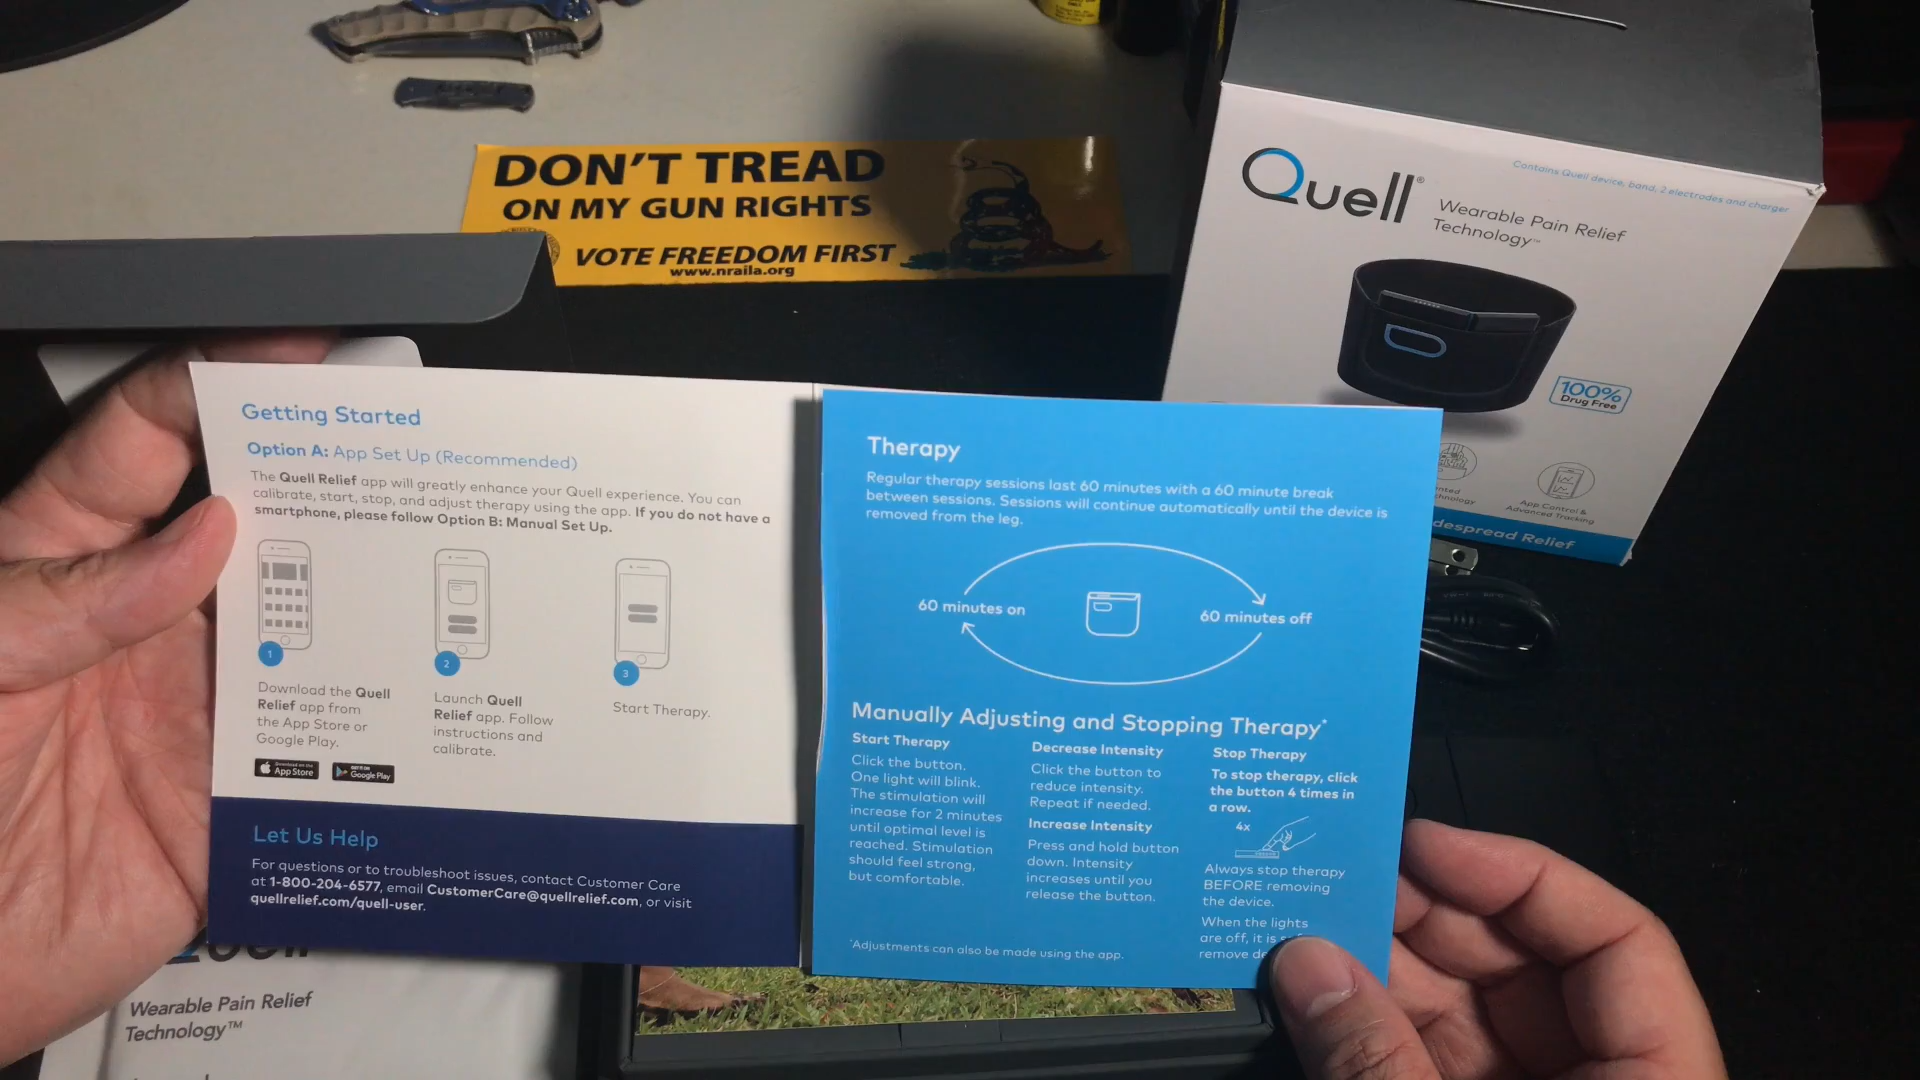 DON'T TREAD
ON MY GUN RIGHTS
VOTE FREEDOM FIRST
www.nraila.org
Contains Quell device, band, 2 electrodes and charger
Quell®
Wearable Pain Relief
Technology™
100%
Drug Free
App Control &
Advanced Tracking
Relief
Getting Started
Option A: App Set Up (Recommended)
The Quell Relief app will greatly enhance your Quell experience. You can
calibrate, start, stop, and adjust therapy using the app. If you do not have a
smartphone, please follow Option B: Manual Set Up.
1
2
3
Download the Quell
Relief app from
the App Store or
Google Play.
Launch Quell
Relief app. Follow
instructions and
calibrate.
Start Therapy.
App Store
Google Play
Let Us Help
For questions or to troubleshoot issues, contact Customer Care
at 1-800-204-6577, email CustomerCare@quellrelief.com, or visit
quellrelief.com/quell-user.
Therapy
Regular therapy sessions last 60 minutes with a 60 minute break
between sessions. Sessions will continue automatically until the device is
removed from the leg.
60 minutes on
60 minutes off
Manually Adjusting and Stopping Therapy*
Start Therapy
Click the button.
One light will blink.
The stimulation will
increase for 2 minutes
until optimal level is
reached. Stimulation
should feel strong,
but comfortable.
Decrease Intensity
Click the button to
reduce intensity.
Repeat if needed.
Increase Intensity
Press and hold button
down. Intensity
increases until you
release the button.
Stop Therapy
To stop therapy, click
the button 4 times in
a row.
4x
Always stop therapy
BEFORE removing
the device.
When the lights
are off, it is
remove
*Adjustments can also be made using the app.
Quell
Wearable Pain Relief
Technology™